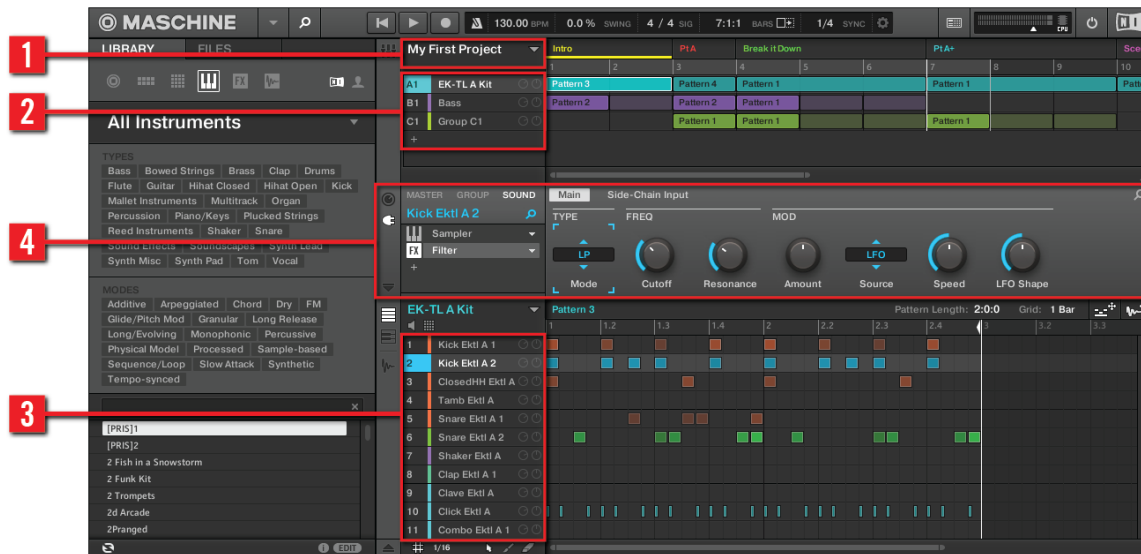 MASCHINE
130.00 BPM 0.0 % SWING 4 / 4 SIG 7:1:1 BARS 1/4 SYNC CPU NI
1
LIBRARY FILES
My First Project
Intro Pt A Break it Down Pt A+ Sce
1 2 3 4 5 6 7 8 9 10
2
A1 EK-TL A Kit
Pattern 3 Pattern 4 Pattern 1 Pattern 1 Patt
B1 Bass
Pattern 2 Pattern 2 Pattern 1
C1 Group C1
Pattern 1 Pattern 1 Pattern 1
+
FX
All Instruments
TYPES
Bass Bowed Strings Brass Clap Drums
Flute Guitar Hihat Closed Hihat Open Kick
Mallet Instruments Multitrack Organ
Percussion Piano/Keys Plucked Strings
Reed Instruments Shaker Snare
Sound Effects Soundscapes Synth Lead
Synth Misc Synth Pad Tom Vocal
4
MASTER GROUP SOUND
Kick Ektl A 2
Sampler
FX Filter
+
Main Side-Chain Input
TYPE FREQ MOD
LP LFO
Mode Cutoff Resonance Amount Source Speed LFO Shape
MODES
Additive Arpeggiated Chord Dry FM
Glide/Pitch Mod Granular Long Release
Long/Evolving Monophonic Percussive
Physical Model Processed Sample-based
Sequence/Loop Slow Attack Synthetic
Tempo-synced
EK-TL A Kit
Pattern 3 Pattern Length: 2:0:0 Grid: 1 Bar
1 1.2 1.3 1.4 2 2.2 2.3 2.4 3 3.2 3.3
3
1 Kick Ektl A 1
2 Kick Ektl A 2
3 ClosedHH Ektl A
4 Tamb Ektl A
5 Snare Ektl A 1
6 Snare Ektl A 2
7 Shaker Ektl A
8 Clap Ektl A 1
9 Clave Ektl A
10 Click Ektl A
11 Combo Ektl A 1
[PRIS]1
[PRIS]2
2 Fish in a Snowstorm
2 Funk Kit
2 Trompets
2d Arcade
2Pranged
EDIT
1/16